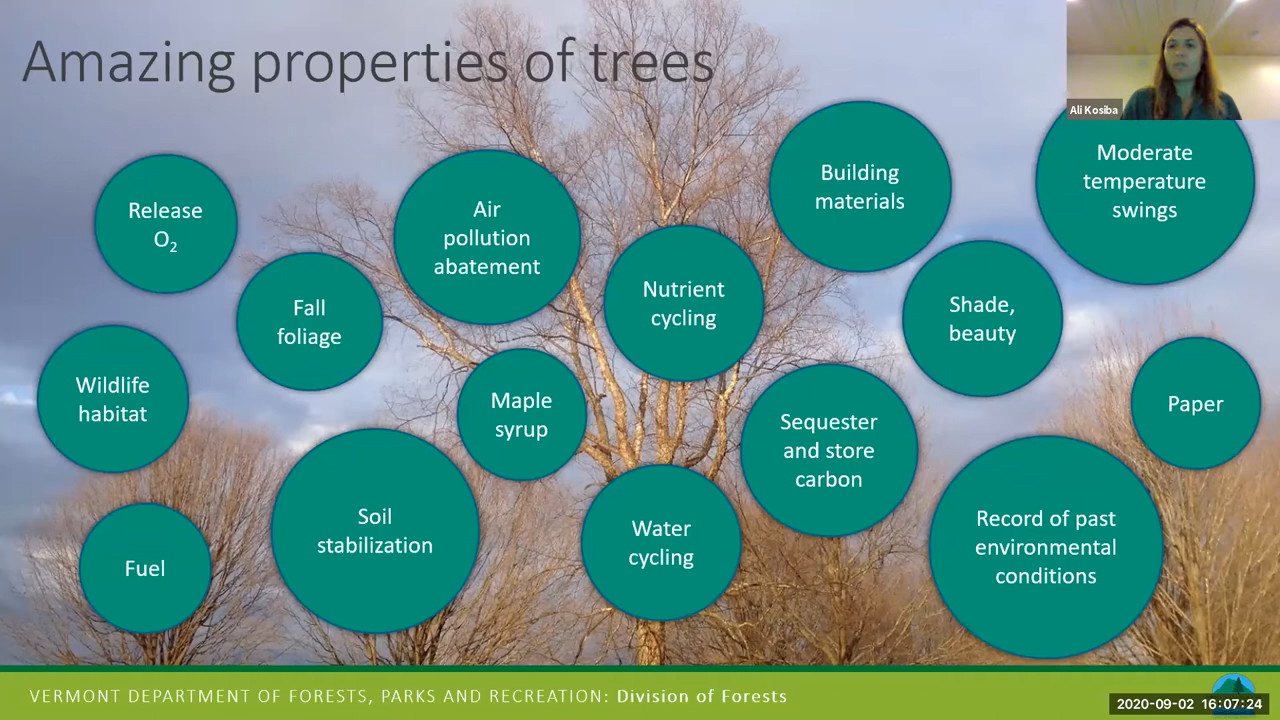 Amazing properties of trees
Ali Kosiba
Release
O₂
Fall
foliage
Air
pollution
abatement
Nutrient
cycling
Building
materials
Shade,
beauty
Moderate
temperature
swings
Wildlife
habitat
Maple
syrup
Sequester
and store
carbon
Paper
Fuel
Soil
stabilization
Water
cycling
Record of past
environmental
conditions
VERMONT DEPARTMENT OF FORESTS, PARKS AND RECREATION: Division of Forests
2020-09-02 16:07:24